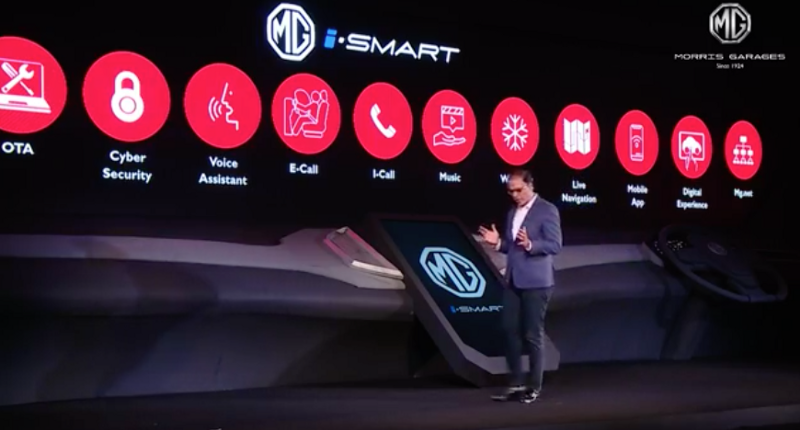 MG i-SMART
MG
MORRIS GARAGES
Since 1924
OTA
Cyber
Security
Voice
Assistant
E-Call
I-Call
Music
Live
Navigation
Mobile
App
Digital
Experience
Mg.net
MG
i-SMART